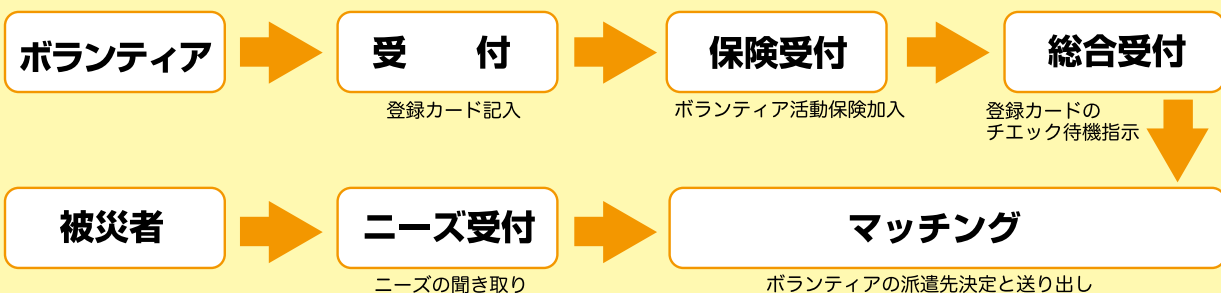 ボランティア
受　付
保険受付
総合受付
登録カード記入
ボランティア活動保険加入
登録カードの
チエック待機指示
被災者
ニーズ受付
マッチング
ニーズの聞き取り
ボランティアの派遣先決定と送り出し